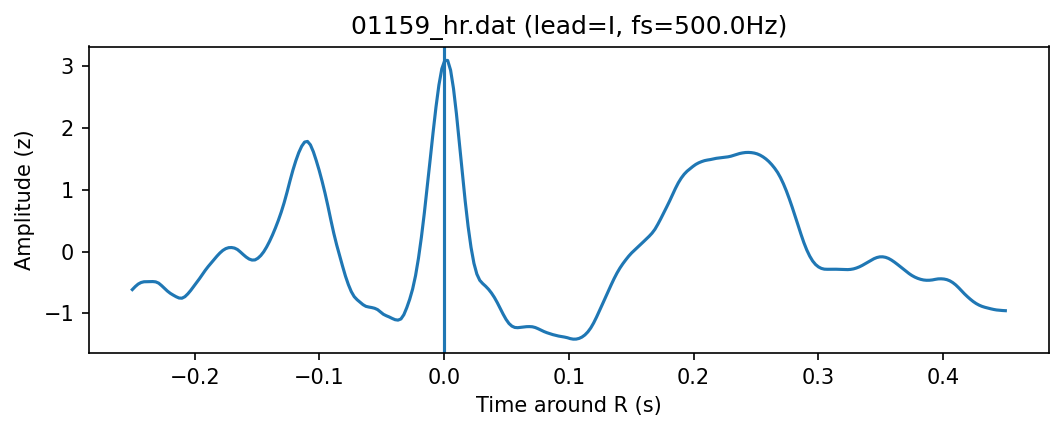 01159_hr.dat (lead=I, fs=500.0Hz)
Amplitude (z)
3
2
1
0
−1
−0.2 −0.1 0.0 0.1 0.2 0.3 0.4
Time around R (s)